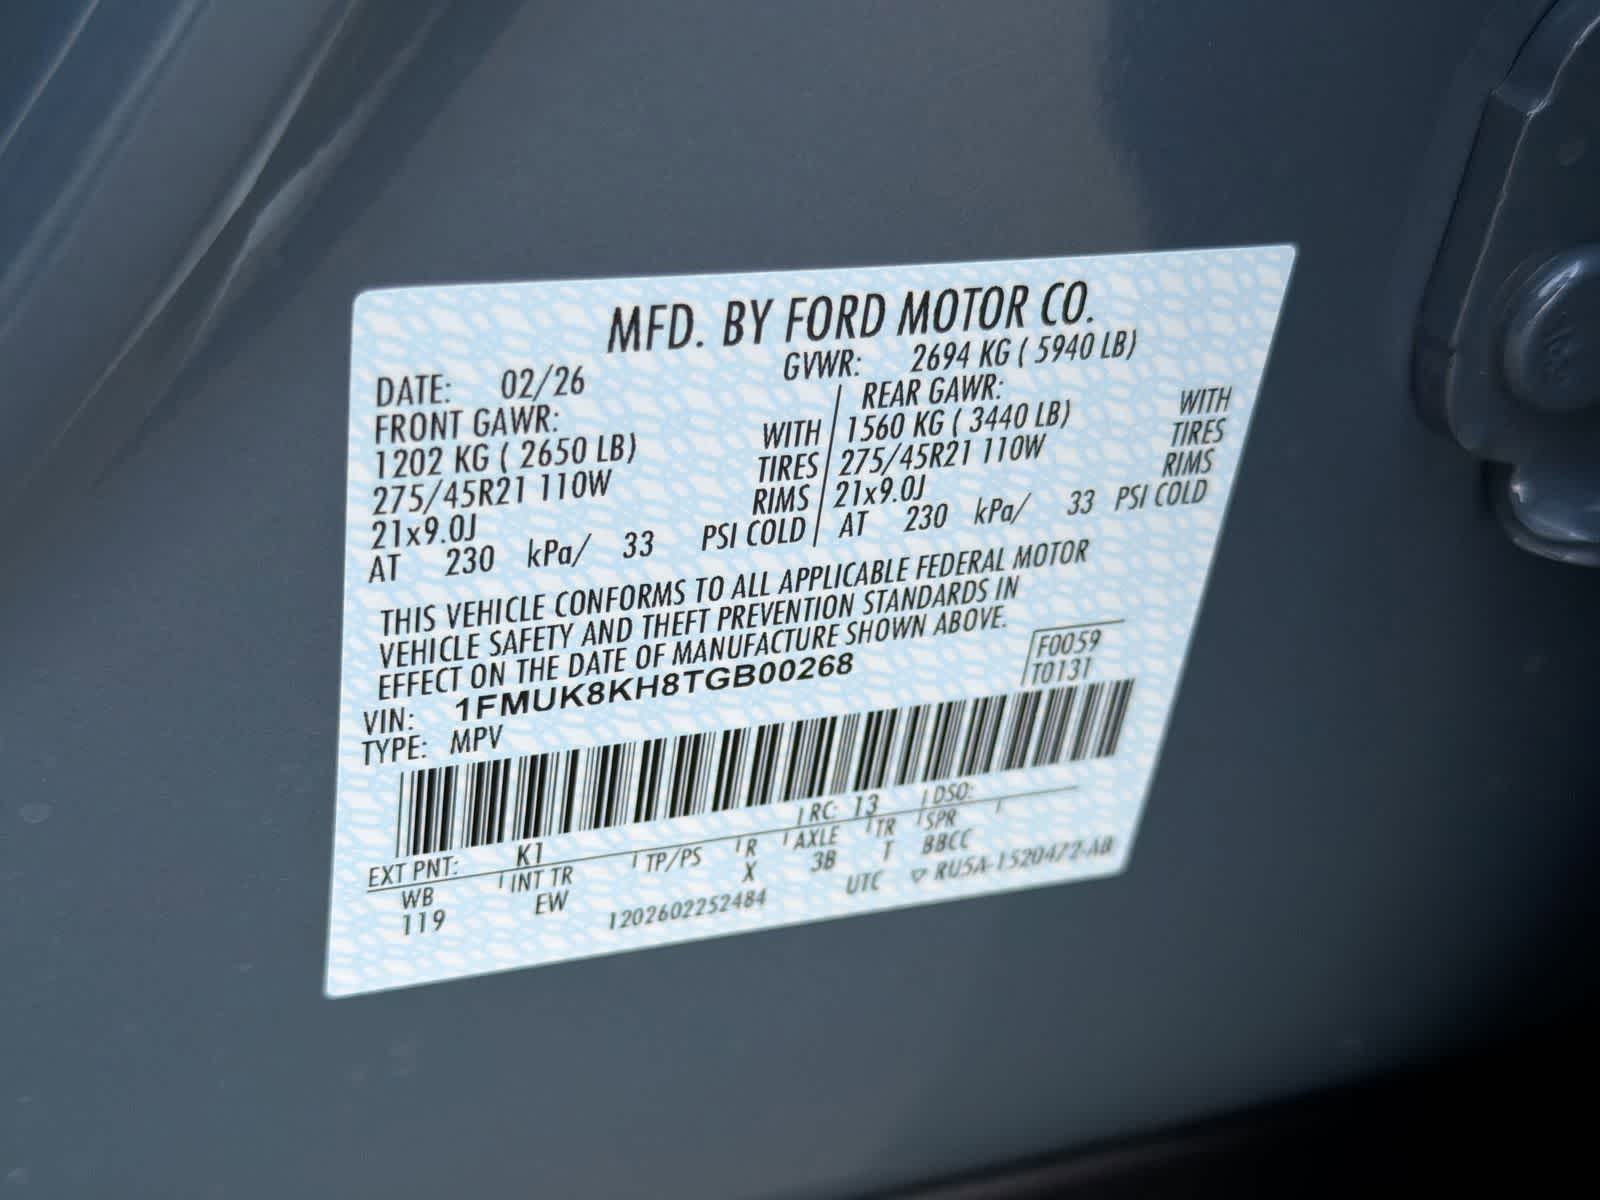 MFD. BY FORD MOTOR CO.
DATE: 02/26 GVWR: 2694 KG ( 5940 LB)
FRONT GAWR: REAR GAWR:
1202 KG ( 2650 LB) WITH 1560 KG ( 3440 LB) WITH
275/45R21 110W TIRES 275/45R21 110W TIRES
21x9.0J RIMS 21x9.0J RIMS
AT 230 kPa/ 33 PSI COLD AT 230 kPa/ 33 PSI COLD
THIS VEHICLE CONFORMS TO ALL APPLICABLE FEDERAL MOTOR
VEHICLE SAFETY AND THEFT PREVENTION STANDARDS IN
EFFECT ON THE DATE OF MANUFACTURE SHOWN ABOVE.
VIN: 1FMUK8KH8TGB00268 F0059
TYPE: MPV T0131
EXT PNT: K1 RC: 13 DSO:
WB INT TR TP/PS R AXLE TR SPR
119 EW X 3B T BBCC
1202602252484 UTC ▽ RU5A-1520472-AB